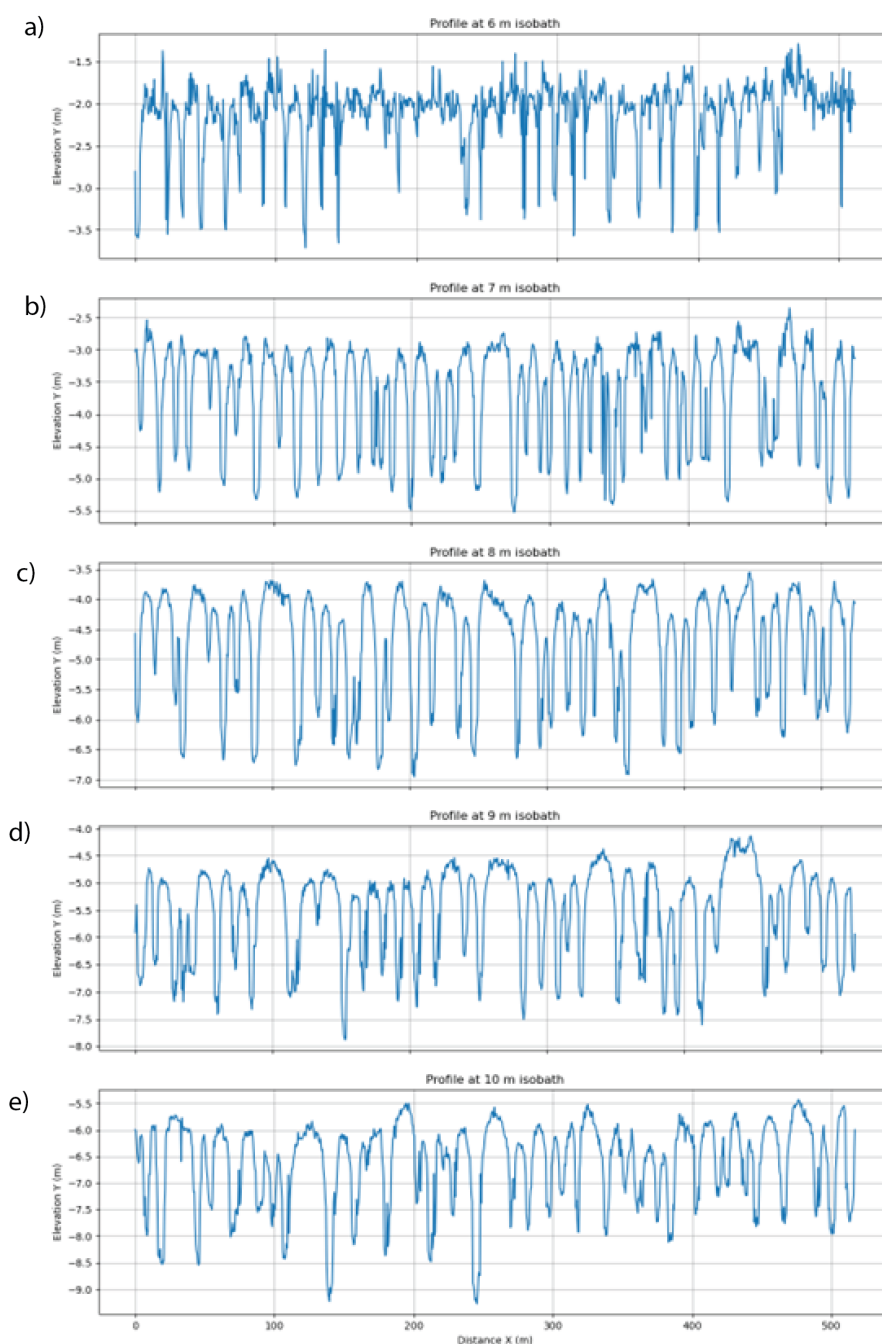 a)
Profile at 6 m isobath
Elevation Y (m)
−1.5
−2.0
−2.5
−3.0
−3.5
b)
Profile at 7 m isobath
Elevation Y (m)
−2.5
−3.0
−3.5
−4.0
−4.5
−5.0
−5.5
c)
Profile at 8 m isobath
Elevation Y (m)
−3.5
−4.0
−4.5
−5.0
−5.5
−6.0
−6.5
−7.0
d)
Profile at 9 m isobath
Elevation Y (m)
−4.0
−4.5
−5.0
−5.5
−6.0
−6.5
−7.0
−7.5
−8.0
e)
Profile at 10 m isobath
Elevation Y (m)
−5.5
−6.0
−6.5
−7.0
−7.5
−8.0
−8.5
−9.0
0 100 200 300 400 500
Distance X (m)